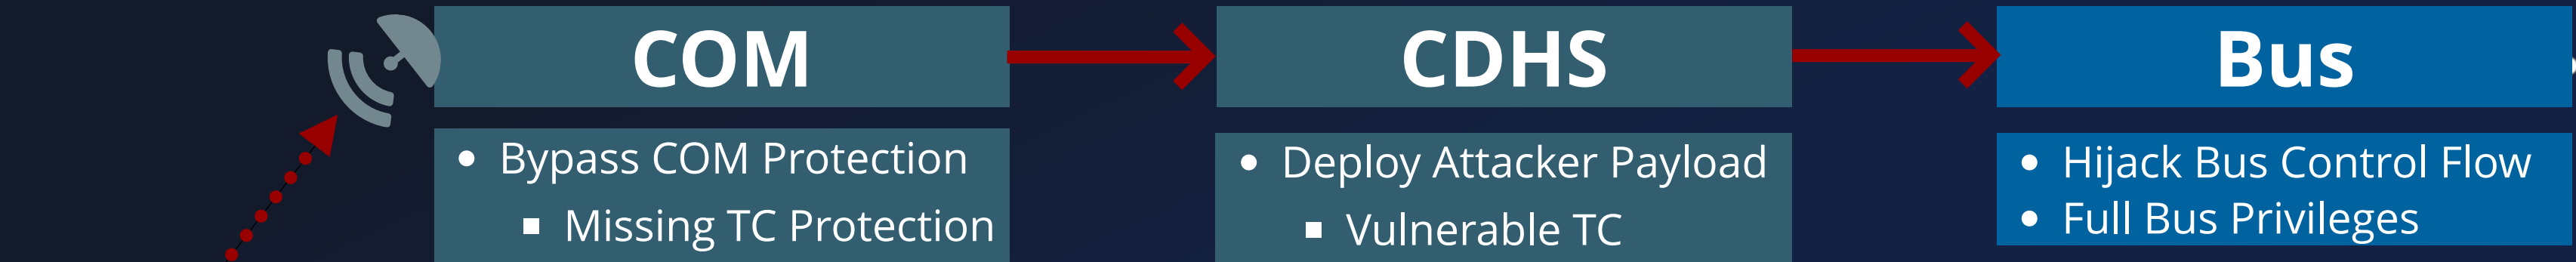 COM
CDHS
Bus
• Bypass COM Protection
▪ Missing TC Protection
• Deploy Attacker Payload
▪ Vulnerable TC
• Hijack Bus Control Flow
• Full Bus Privileges